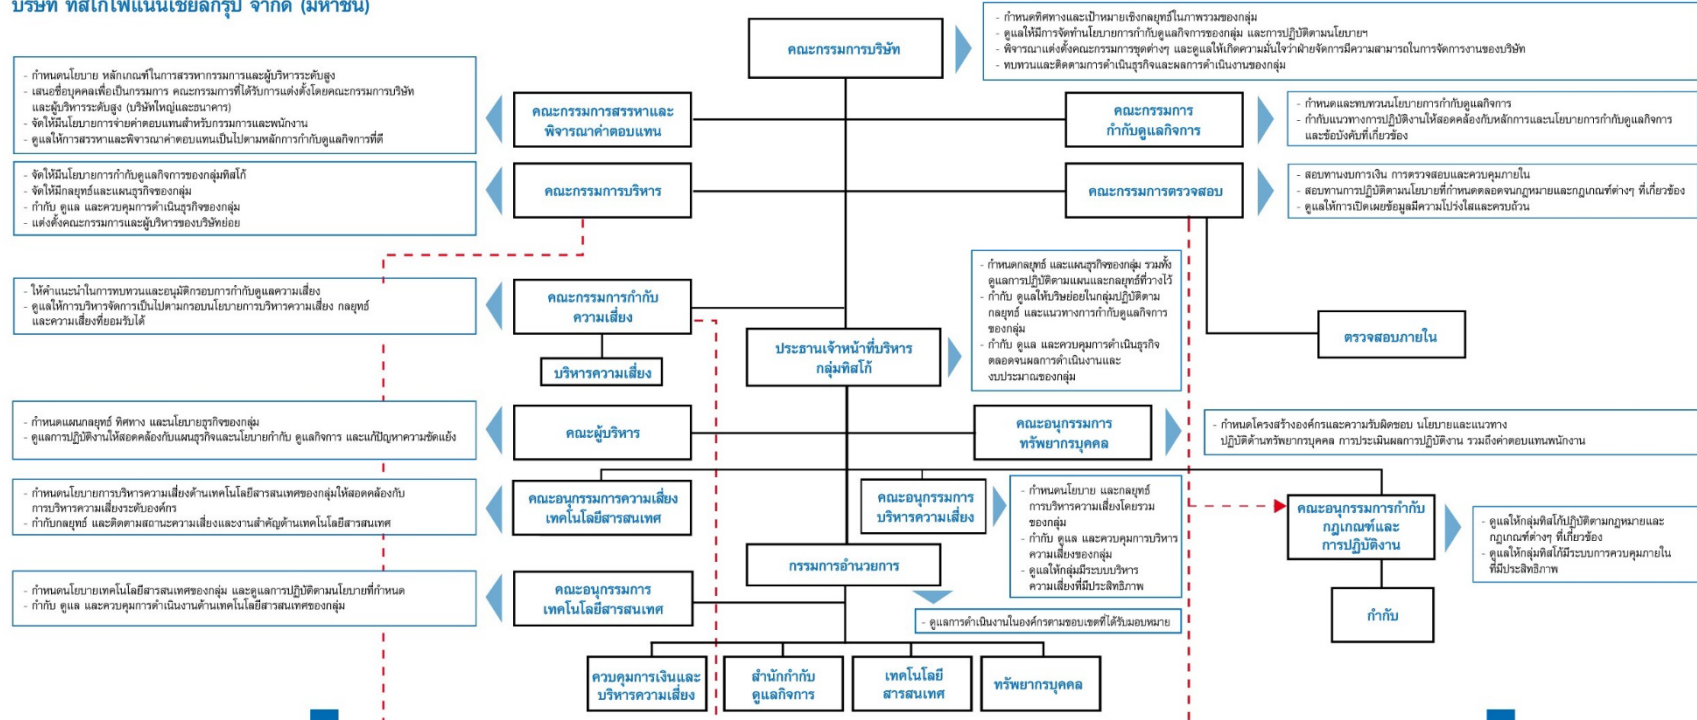 บริษัท ทิสโก้ไฟแนนเชียลกรุ๊ป จำกัด (มหาชน)
คณะกรรมการบริษัท
- กำหนดทิศทางและเป้าหมายเชิงกลยุทธ์ในภาพรวมของกลุ่ม
- ดูแลให้มีการจัดทำนโยบายการกำกับดูแลกิจการของกลุ่ม และการปฏิบัติตามนโยบายฯ
- พิจารณาแต่งตั้งคณะกรรมการชุดต่างๆ และดูแลให้เกิดความมั่นใจว่าฝ่ายจัดการมีความสามารถในการจัดการงานของบริษัท
- ทบทวนและติดตามการดำเนินธุรกิจและผลการดำเนินงานของกลุ่ม
- กำหนดนโยบาย หลักเกณฑ์ในการสรรหากรรมการและผู้บริหารระดับสูง
- เสนอชื่อบุคคลเพื่อเป็นกรรมการ คณะกรรมการที่ได้รับการแต่งตั้งโดยคณะกรรมการบริษัท
และผู้บริหารระดับสูง (บริษัทใหญ่และธนาคาร)
- จัดให้มีนโยบายการจ่ายค่าตอบแทนสำหรับกรรมการและพนักงาน
- ดูแลให้การสรรหาและพิจารณาค่าตอบแทนเป็นไปตามหลักการกำกับดูแลกิจการที่ดี
คณะกรรมการสรรหาและ
พิจารณาค่าตอบแทน
คณะกรรมการ
กำกับดูแลกิจการ
- กำหนดและทบทวนนโยบายการกำกับดูแลกิจการ
- กำกับแนวทางการปฏิบัติงานให้สอดคล้องกับหลักการและนโยบายการกำกับดูแลกิจการ
และข้อบังคับที่เกี่ยวข้อง
- จัดให้มีนโยบายการกำกับดูแลกิจการของกลุ่มทิสโก้
- จัดให้มีกลยุทธ์และแผนธุรกิจของกลุ่ม
- กำกับ ดูแล และควบคุมการดำเนินธุรกิจของกลุ่ม
- แต่งตั้งคณะกรรมการและผู้บริหารของบริษัทย่อย
คณะกรรมการบริหาร
คณะกรรมการตรวจสอบ
- สอบทานงบการเงิน การตรวจสอบและควบคุมภายใน
- สอบทานการปฏิบัติตามนโยบายที่กำหนดตลอดจนกฎหมายและกฎเกณฑ์ต่างๆ ที่เกี่ยวข้อง
- ดูแลให้การเปิดเผยข้อมูลมีความโปร่งใสและครบถ้วน
- ให้คำแนะนำในการทบทวนและอนุมัติกรอบการกำกับดูแลความเสี่ยง
- ดูแลให้การบริหารจัดการเป็นไปตามกรอบนโยบายการบริหารความเสี่ยง กลยุทธ์
และความเสี่ยงที่ยอมรับได้
คณะกรรมการกำกับ
ความเสี่ยง
บริหารความเสี่ยง
ประธานเจ้าหน้าที่บริหาร
กลุ่มทิสโก้
- กำหนดกลยุทธ์ และแผนธุรกิจของกลุ่ม รวมทั้ง
ดูแลการปฏิบัติตามแผนและกลยุทธ์ที่วางไว้
- กำกับ ดูแลให้บริษัทย่อยในกลุ่มปฏิบัติตาม
กลยุทธ์ และแนวทางการกำกับดูแลกิจการ
ของกลุ่ม
- กำกับ ดูแล และควบคุมการดำเนินธุรกิจ
ตลอดจนผลการดำเนินงานและ
งบประมาณของกลุ่ม
ตรวจสอบภายใน
- กำหนดแผนกลยุทธ์ ทิศทาง และนโยบายธุรกิจของกลุ่ม
- ดูแลการปฏิบัติงานให้สอดคล้องกับแผนธุรกิจและนโยบายกำกับ ดูแลกิจการ และแก้ปัญหาความขัดแย้ง
คณะผู้บริหาร
คณะอนุกรรมการ
ทรัพยากรบุคคล
- กำหนดโครงสร้างองค์กรและความรับผิดชอบ นโยบายและแนวทาง
ปฏิบัติด้านทรัพยากรบุคคล การประเมินผลการปฏิบัติงาน รวมถึงค่าตอบแทนพนักงาน
- กำหนดนโยบายการบริหารความเสี่ยงด้านเทคโนโลยีสารสนเทศของกลุ่มให้สอดคล้องกับ
การบริหารความเสี่ยงระดับองค์กร
- กำกับกลยุทธ์ และติดตามสถานะความเสี่ยงและงานสำคัญด้านเทคโนโลยีสารสนเทศ
คณะอนุกรรมการความเสี่ยง
เทคโนโลยีสารสนเทศ
คณะอนุกรรมการ
บริหารความเสี่ยง
- กำหนดนโยบาย และกลยุทธ์
การบริหารความเสี่ยงโดยรวม
ของกลุ่ม
- กำกับ ดูแล และควบคุมการบริหาร
ความเสี่ยงของกลุ่ม
- ดูแลให้กลุ่มมีระบบบริหาร
ความเสี่ยงที่มีประสิทธิภาพ
คณะอนุกรรมการกำกับ
กฎเกณฑ์และ
การปฏิบัติงาน
- ดูแลให้กลุ่มทิสโก้ปฏิบัติตามกฎหมายและ
กฎเกณฑ์ต่างๆ ที่เกี่ยวข้อง
- ดูแลให้กลุ่มทิสโก้มีระบบการควบคุมภายใน
ที่มีประสิทธิภาพ
กรรมการอำนวยการ
- กำหนดนโยบายเทคโนโลยีสารสนเทศของกลุ่ม และดูแลการปฏิบัติตามนโยบายที่กำหนด
- กำกับ ดูแล และควบคุมการดำเนินงานด้านเทคโนโลยีสารสนเทศของกลุ่ม
คณะอนุกรรมการ
เทคโนโลยีสารสนเทศ
- ดูแลการดำเนินงานในองค์กรตามขอบเขตที่ได้รับมอบหมาย
กำกับ
ควบคุมการเงินและ
บริหารความเสี่ยง
สำนักกำกับ
ดูแลกิจการ
เทคโนโลยี
สารสนเทศ
ทรัพยากรบุคคล